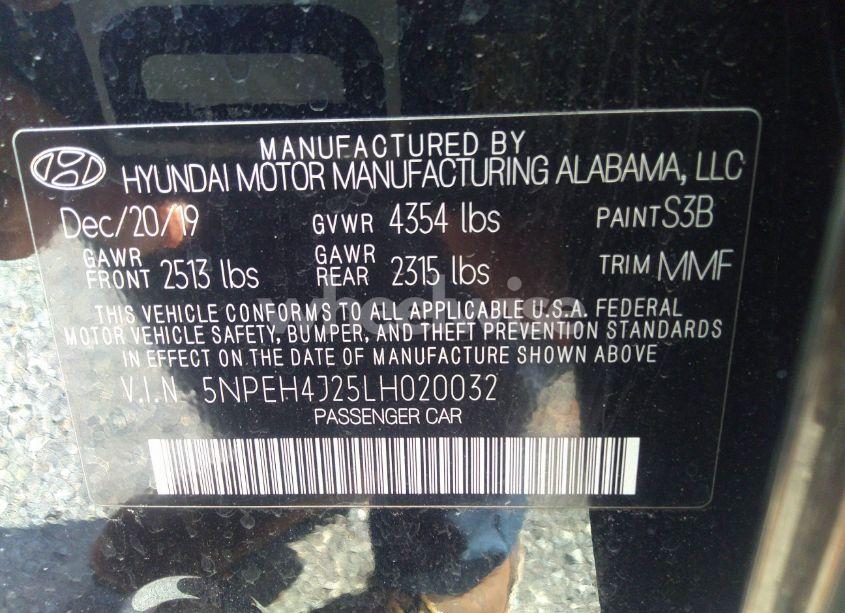 MANUFACTURED BY
HYUNDAI MOTOR MANUFACTURING ALABAMA, LLC
Dec/20/19 GVWR 4354 lbs PAINT S3B
GAWR FRONT 2513 lbs GAWR REAR 2315 lbs TRIM MMF
THIS VEHICLE CONFORMS TO ALL APPLICABLE U.S.A. FEDERAL
MOTOR VEHICLE SAFETY, BUMPER, AND THEFT PREVENTION STANDARDS
IN EFFECT ON THE DATE OF MANUFACTURE SHOWN ABOVE
V.I.N 5NPEH4J25LH020032
PASSENGER CAR